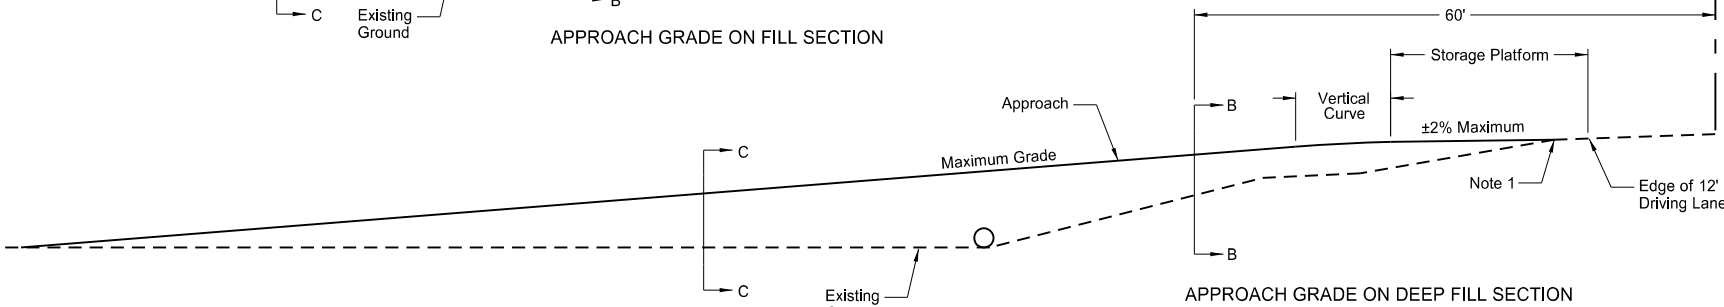 C
Existing
Ground
B
APPROACH GRADE ON FILL SECTION
60'
Storage Platform
Vertical
Curve
Approach
B
±2% Maximum
C
Maximum Grade
Note 1
Edge of 12'
Driving Lane
B
C
Existing
APPROACH GRADE ON DEEP FILL SECTION